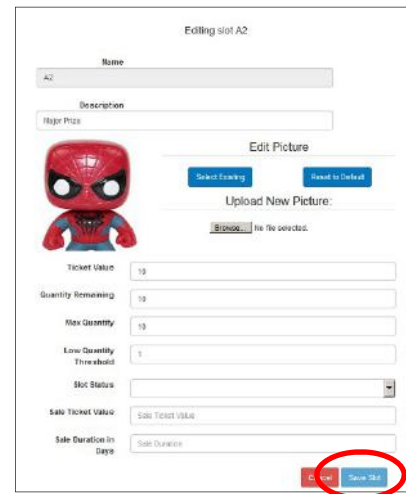 Editing slot A2
Name
A2
Description
Major Prize
Edit Picture
Select Existing
Reset to Default
Upload New Picture:
Browse... No file selected.
Ticket Value
10
Quantity Remaining
10
Max Quantity
10
Low Quantity
Threshold
1
Slot Status
Sale Ticket Value
Sale Ticket Value
Sale Duration in
Days
Sale Duration
Cancel
Save Slot